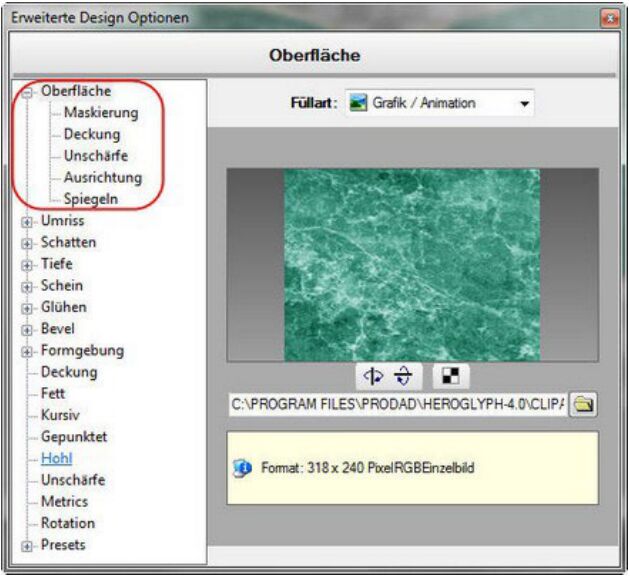 Erweiterte Design Optionen
Oberfläche
Oberfläche
Maskierung
Deckung
Unschärfe
Ausrichtung
Spiegeln
Umriss
Schatten
Tiefe
Schein
Glühen
Bevel
Formgebung
Deckung
Fett
Kursiv
Gepunktet
Hohl
Unschärfe
Metrics
Rotation
Presets
Füllart: Grafik / Animation
C:\PROGRAM FILES\PRODAD\HEROGLYPH-4.0\CLIPA
Format: 318 x 240 PixelRGBEinzelbild